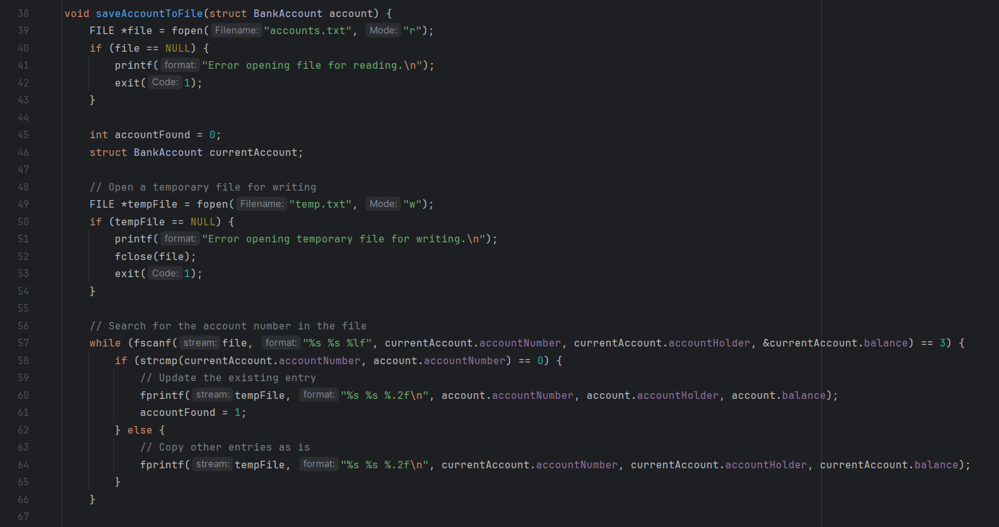 38 void saveAccountToFile(struct BankAccount account) {
39 FILE *file = fopen( Filename: "accounts.txt", Mode: "r");
40 if (file == NULL) {
41 printf( format: "Error opening file for reading.\n");
42 exit( Code: 1);
43 }
44
45 int accountFound = 0;
46 struct BankAccount currentAccount;
47
48 // Open a temporary file for writing
49 FILE *tempFile = fopen( Filename: "temp.txt", Mode: "w");
50 if (tempFile == NULL) {
51 printf( format: "Error opening temporary file for writing.\n");
52 fclose(file);
53 exit( Code: 1);
54 }
55
56 // Search for the account number in the file
57 while (fscanf( stream: file, format: "%s %s %lf", currentAccount.accountNumber, currentAccount.accountHolder, &currentAccount.balance) == 3) {
58 if (strcmp(currentAccount.accountNumber, account.accountNumber) == 0) {
59 // Update the existing entry
60 fprintf( stream: tempFile, format: "%s %s %.2f\n", account.accountNumber, account.accountHolder, account.balance);
61 accountFound = 1;
62 } else {
63 // Copy other entries as is
64 fprintf( stream: tempFile, format: "%s %s %.2f\n", currentAccount.accountNumber, currentAccount.accountHolder, currentAccount.balance);
65 }
66 }
67